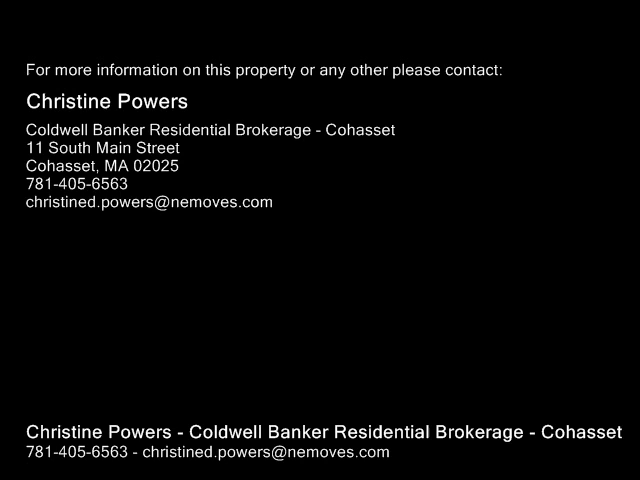 For more information on this property or any other please contact:
Christine Powers
Coldwell Banker Residential Brokerage - Cohasset
11 South Main Street
Cohasset, MA 02025
781-405-6563
christined.powers@nemoves.com
Christine Powers - Coldwell Banker Residential Brokerage - Cohasset
781-405-6563 - christined.powers@nemoves.com